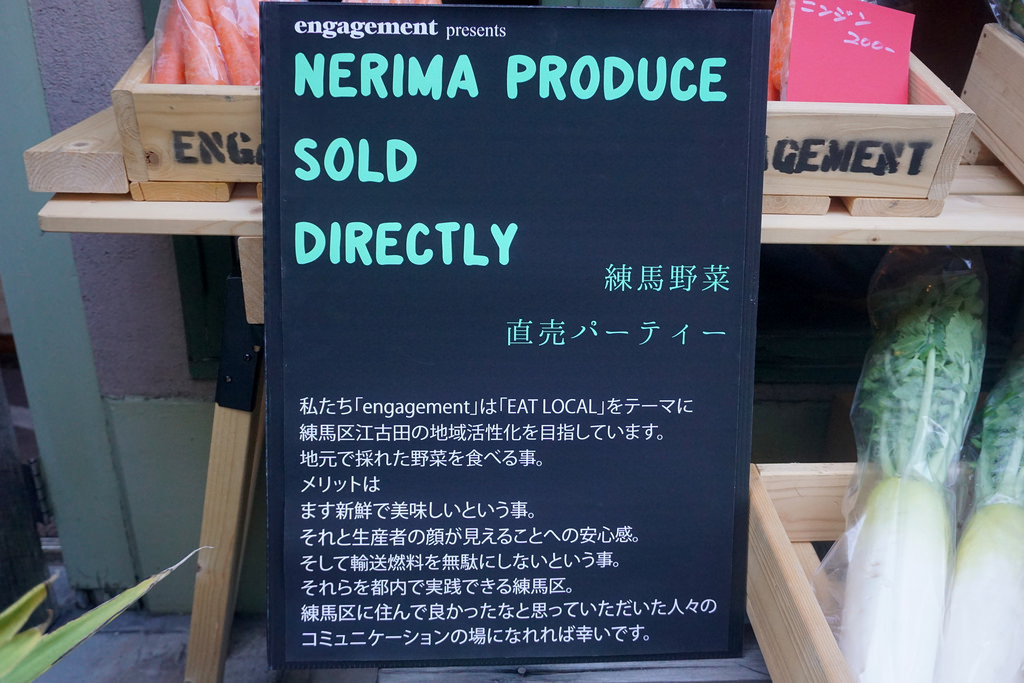 engagement presents
NERIMA PRODUCE
SOLD
DIRECTLY
練馬野菜
直売パーティー
私たち「engagement」は「EAT LOCAL」をテーマに
練馬区江古田の地域活性化を目指しています。
地元で採れた野菜を食べる事。
メリットは
ます新鮮で美味しいという事。
それと生産者の顔が見えることへの安心感。
そして輸送燃料を無駄にしないという事。
それらを都内で実践できる練馬区。
練馬区に住んで良かったなと思っていただいた人々の
コミュニケーションの場になれれば幸いです。
ENGA
AGEMENT
ニンジン
200-